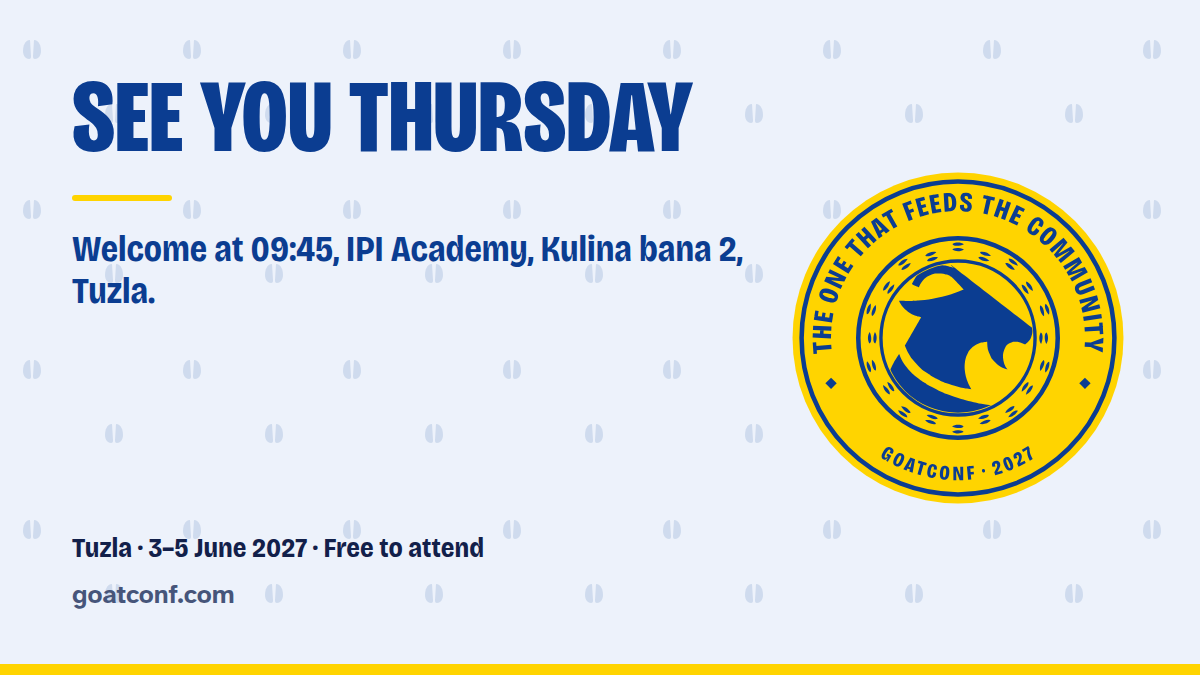 SEE YOU THURSDAY
Welcome at 09:45, IPI Academy, Kulina bana 2,
Tuzla.
THE ONE THAT FEEDS THE COMMUNITY
GOATCONF · 2027
Tuzla · 3–5 June 2027 · Free to attend
goatconf.com